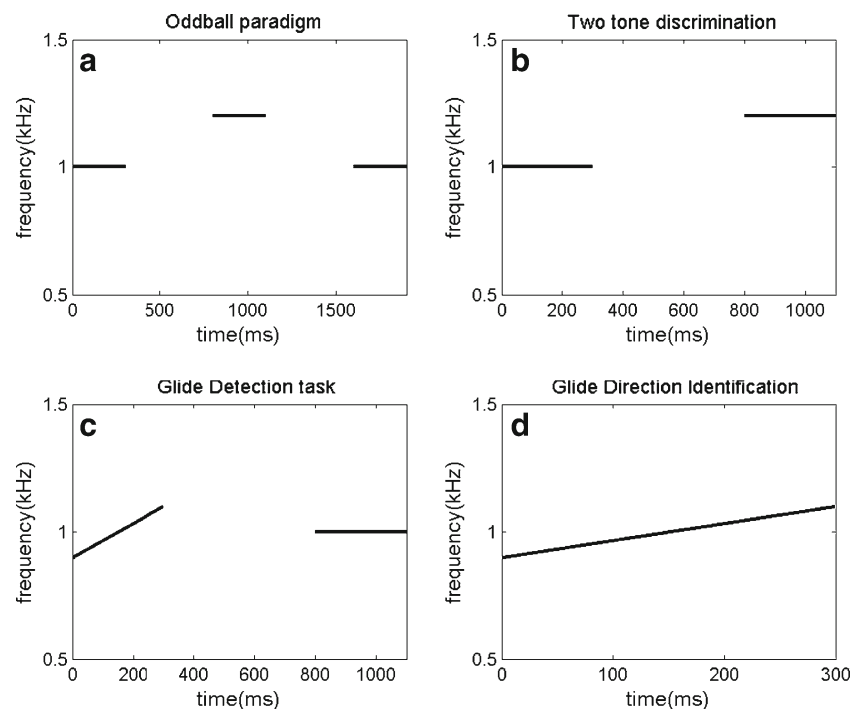 Oddball paradigm
a
1.5
1
0.5
frequency(kHz)
0 500 1000 1500
time(ms)
Two tone discrimination
b
1.5
1
0.5
frequency(kHz)
0 200 400 600 800 1000
time(ms)
Glide Detection task
c
1.5
1
0.5
frequency(kHz)
0 200 400 600 800 1000
time(ms)
Glide Direction Identification
d
1.5
1
0.5
frequency(kHz)
0 100 200 300
time(ms)